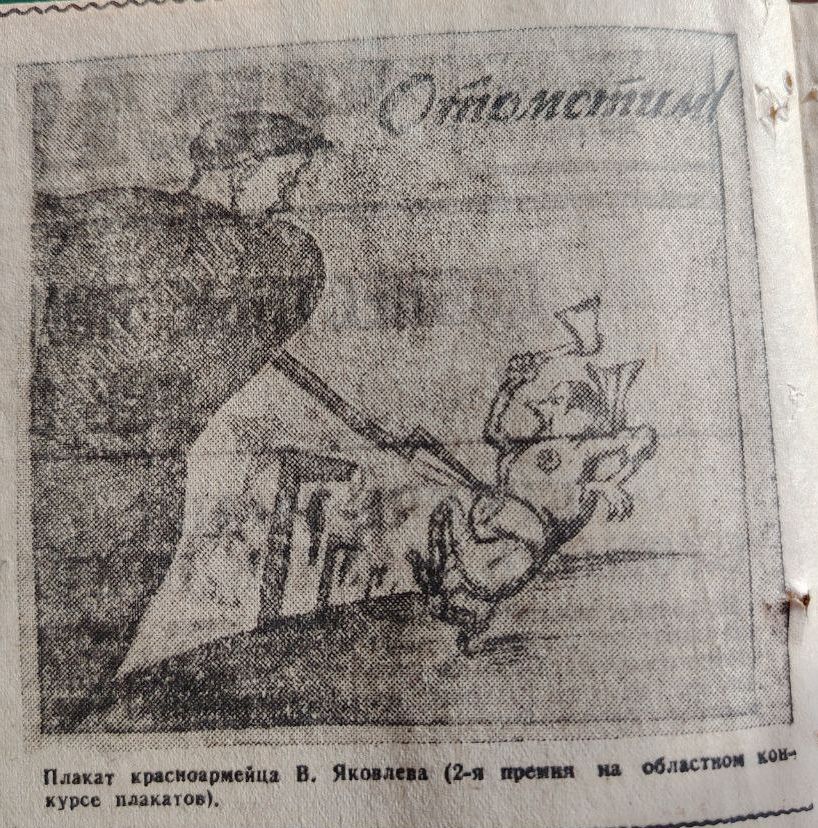 Отомстим!
Плакат красноармейца В. Яковлева (2-я премия на областном кон-
курсе плакатов).